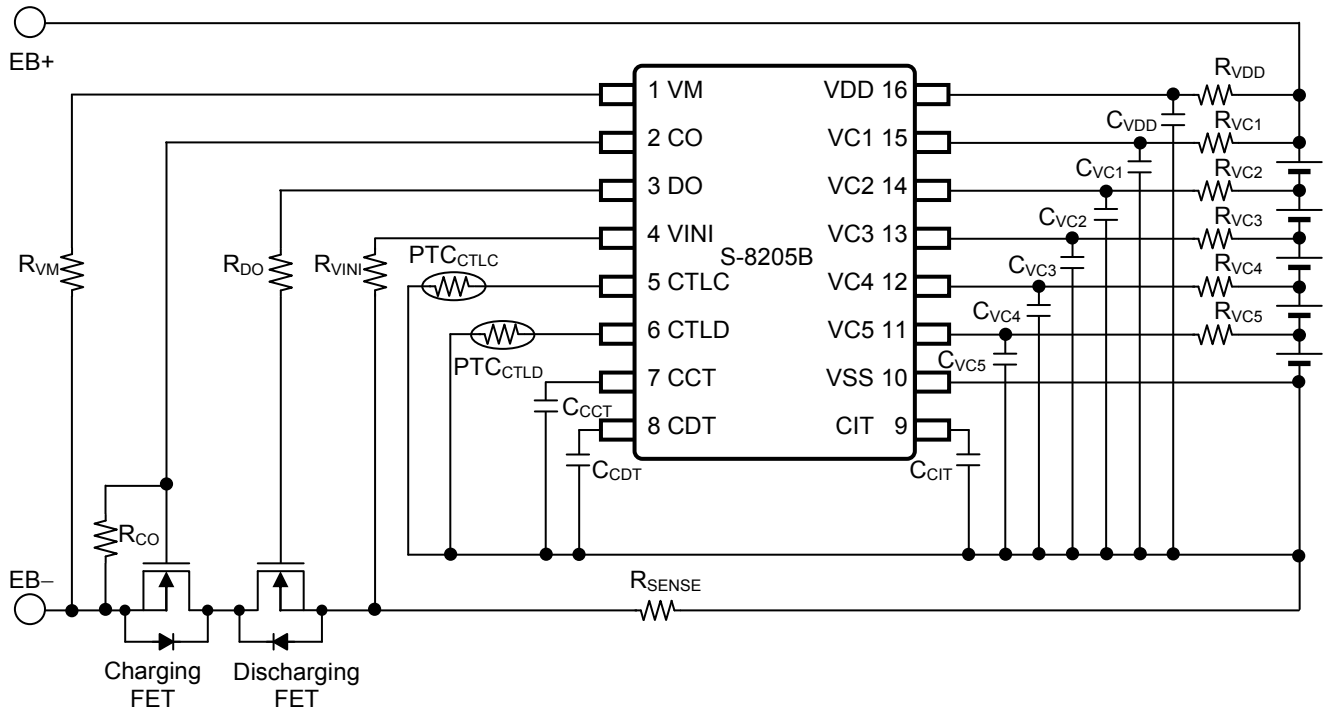 EB+
1 VM
2 CO
3 DO
4 VINI
5 CTLC
6 CTLD
7 CCT
8 CDT
S-8205B
VDD 16
VC1 15
VC2 14
VC3 13
VC4 12
VC5 11
VSS 10
CIT 9
RVDD
RVC1
RVC2
RVC3
RVC4
RVC5
CVDD
CVC1
CVC2
CVC3
CVC4
CVC5
RVM
RDO
RVINI
PTCCTLC
PTCCTLD
CCCT
CCDT
CCIT
RCO
EB−
RSENSE
Charging
FET
Discharging
FET